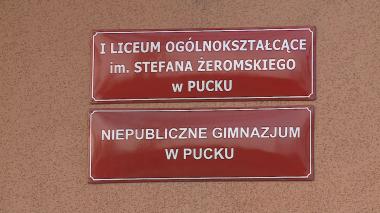 I LICEUM OGÓLNOKSZTAŁCĄCE
im. STEFANA ŻEROMSKIEGO
w PUCKU
NIEPUBLICZNE GIMNAZJUM
W PUCKU